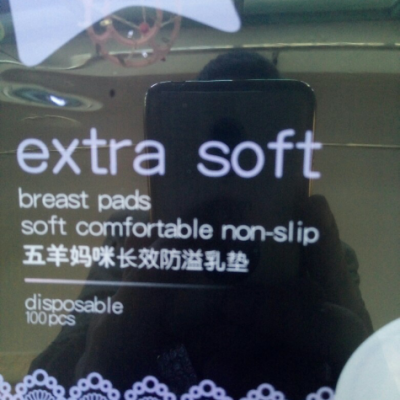 extra soft
breast pads
soft comfortable non-slip
五羊妈咪长效防溢乳垫
disposable
100pcs